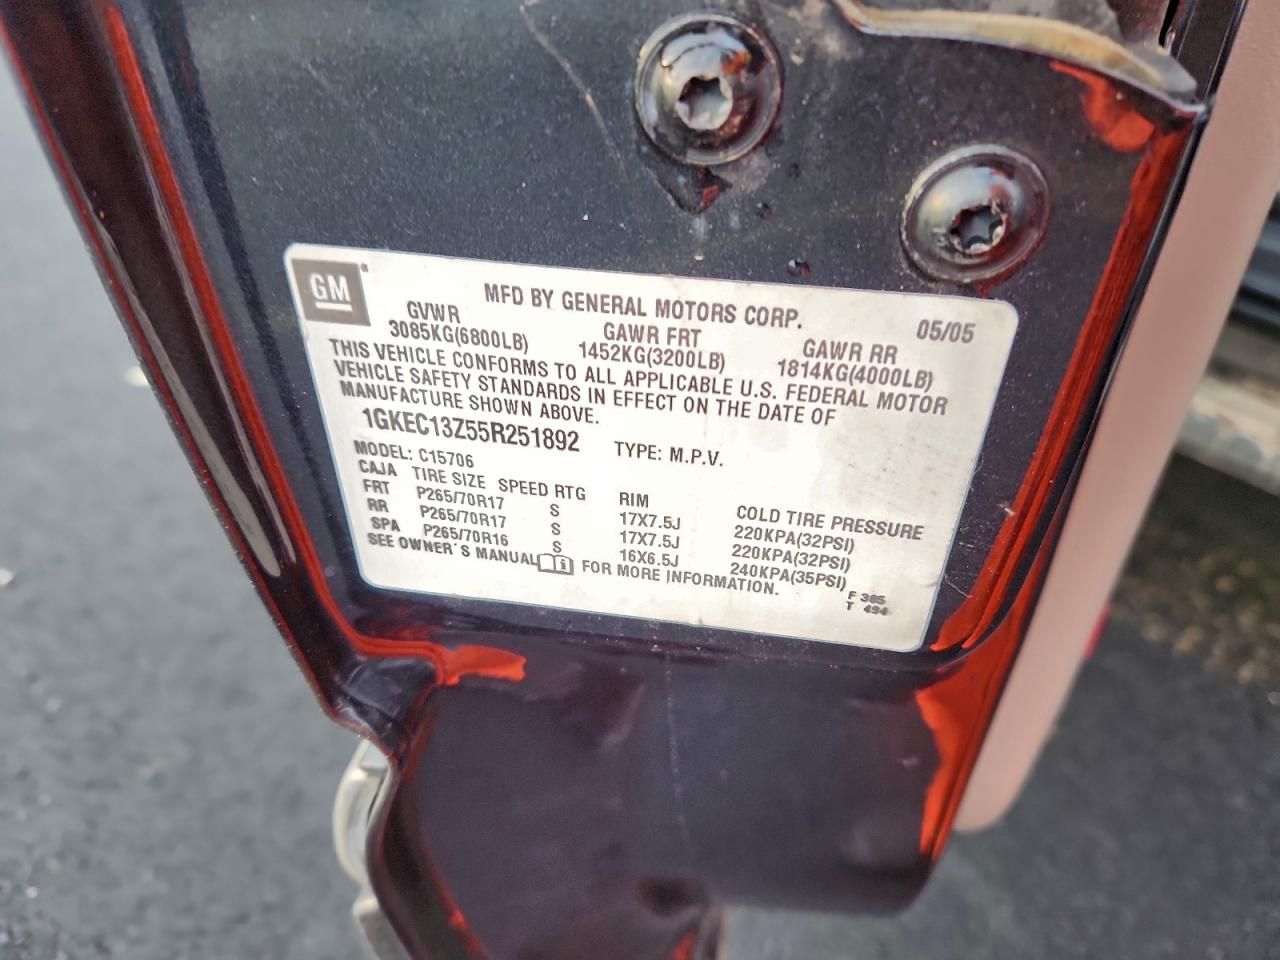 GM
MFD BY GENERAL MOTORS CORP. 05/05
GVWR GAWR FRT GAWR RR
3085KG(6800LB) 1452KG(3200LB) 1814KG(4000LB)
THIS VEHICLE CONFORMS TO ALL APPLICABLE U.S. FEDERAL MOTOR
VEHICLE SAFETY STANDARDS IN EFFECT ON THE DATE OF
MANUFACTURE SHOWN ABOVE.
1GKEC13Z55R251892 TYPE: M.P.V.
MODEL: C15706
CAJA TIRE SIZE SPEED RTG RIM COLD TIRE PRESSURE
FRT P265/70R17 S 17X7.5J 220KPA(32PSI)
RR P265/70R17 S 17X7.5J 220KPA(32PSI)
SPA P265/70R16 S 16X6.5J 240KPA(35PSI)
SEE OWNER'S MANUAL i FOR MORE INFORMATION.
F 385
T 494